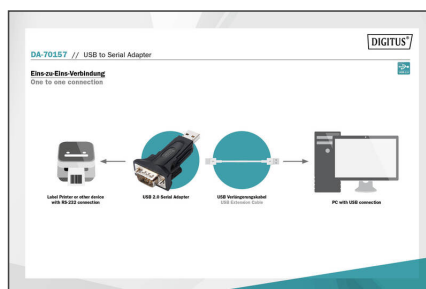 DIGITUS®
DA-70157 // USB to Serial Adapter
Eins-zu-Eins-Verbindung
One to one connection
Label Printer or other device
with RS-232 connection
USB 2.0 Serial Adapter
USB Verlängerungskabel
USB Extension Cable
PC with USB connection